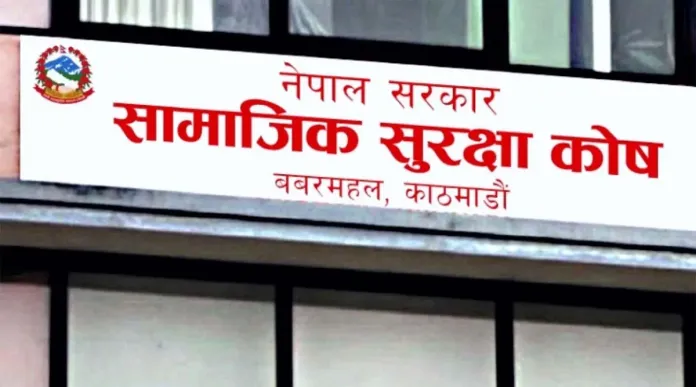 नेपाल सरकार
सामाजिक सुरक्षा कोष
बबरमहल, काठमाडौं